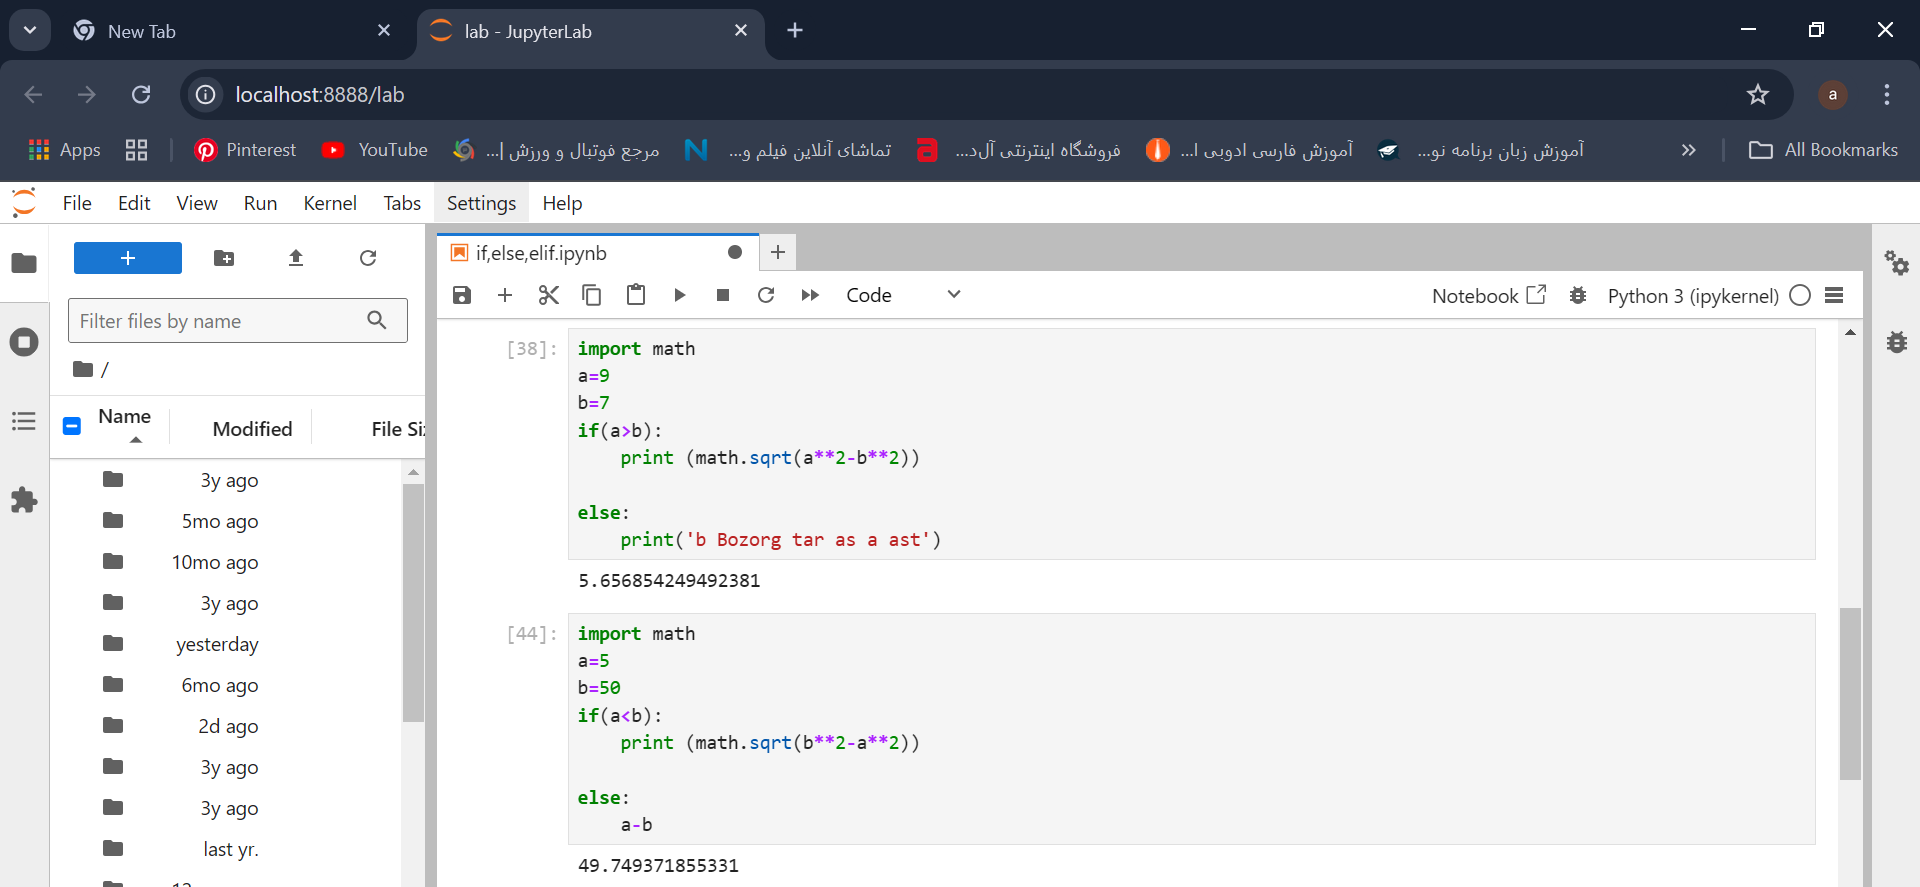 New Tab
lab - JupyterLab
localhost:8888/lab
a
Apps
Pinterest
YouTube
مرجع فوتبال و ورزش |...
تماشای آنلاین فیلم و...
فروشگاه اینترنتی آل‌د...
آموزش فارسی ادوبی ا...
آموزش زبان برنامه نو...
All Bookmarks
File Edit View Run Kernel Tabs Settings Help
if,else,elif.ipynb
Code
Notebook
Python 3 (ipykernel)
Filter files by name
/
Name
Modified
File Si
3y ago
5mo ago
10mo ago
3y ago
yesterday
6mo ago
2d ago
3y ago
3y ago
last yr.
[38]:
import math
a=9
b=7
if(a>b):
    print (math.sqrt(a**2-b**2))
else:
    print('b Bozorg tar as a ast')
5.656854249492381
[44]:
import math
a=5
b=50
if(a<b):
    print (math.sqrt(b**2-a**2))
else:
    a-b
49.749371855331